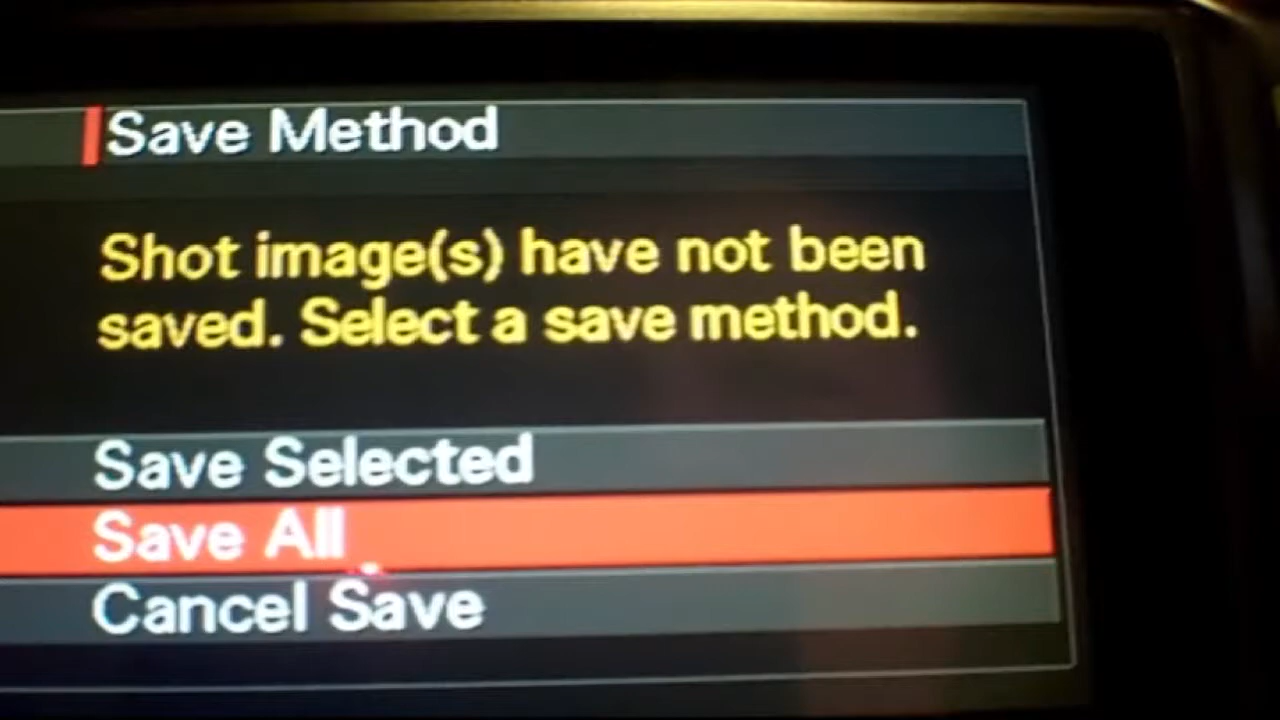 Save Method
Shot image(s) have not been
saved. Select a save method.
Save Selected
Save All
Cancel Save